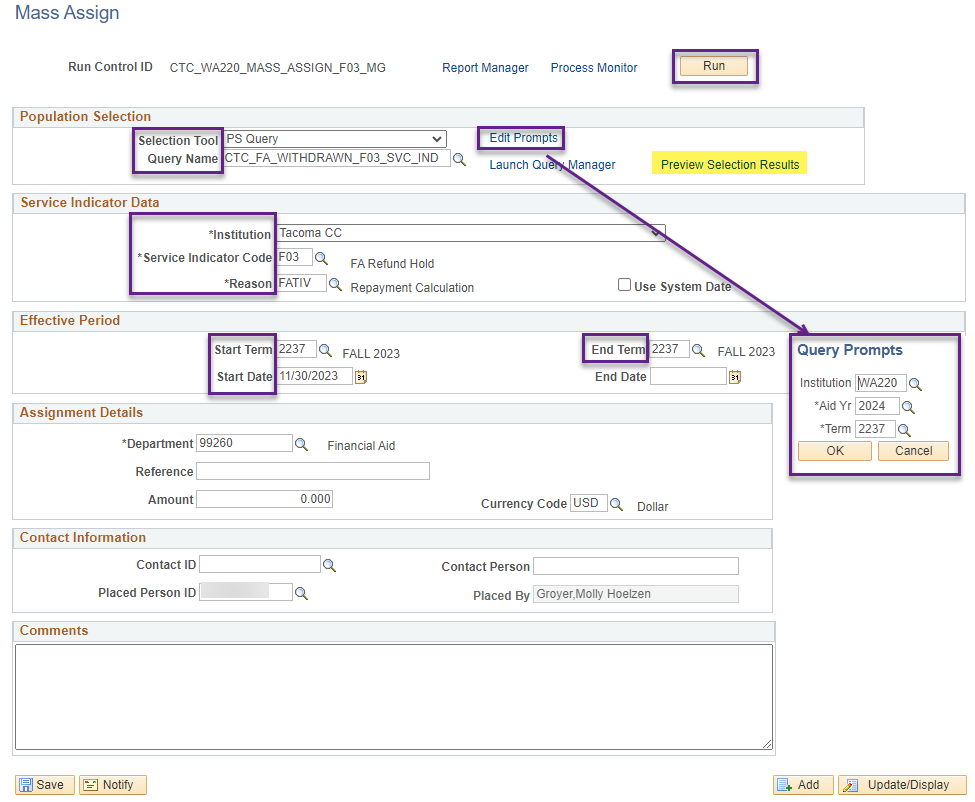 Mass Assign
Run Control ID CTC_WA220_MASS_ASSIGN_F03_MG Report Manager Process Monitor Run
Population Selection
Selection Tool PS Query Edit Prompts
Query Name CTC_FA_WITHDRAWN_F03_SVC_IND
Launch Query Manager Preview Selection Results
Service Indicator Data
*Institution Tacoma CC
*Service Indicator Code F03 FA Refund Hold
*Reason FATIV Repayment Calculation Use System Date
Effective Period
Start Term 2237 FALL 2023 End Term 2237 FALL 2023
Start Date 11/30/2023 End Date
Query Prompts
Institution WA220
*Aid Yr 2024
*Term 2237
OK Cancel
Assignment Details
*Department 99260 Financial Aid
Reference
Amount 0.000 Currency Code USD Dollar
Contact Information
Contact ID Contact Person
Placed Person ID Placed By Groyer,Molly Hoelzen
Comments
Save Notify Add Update/Display